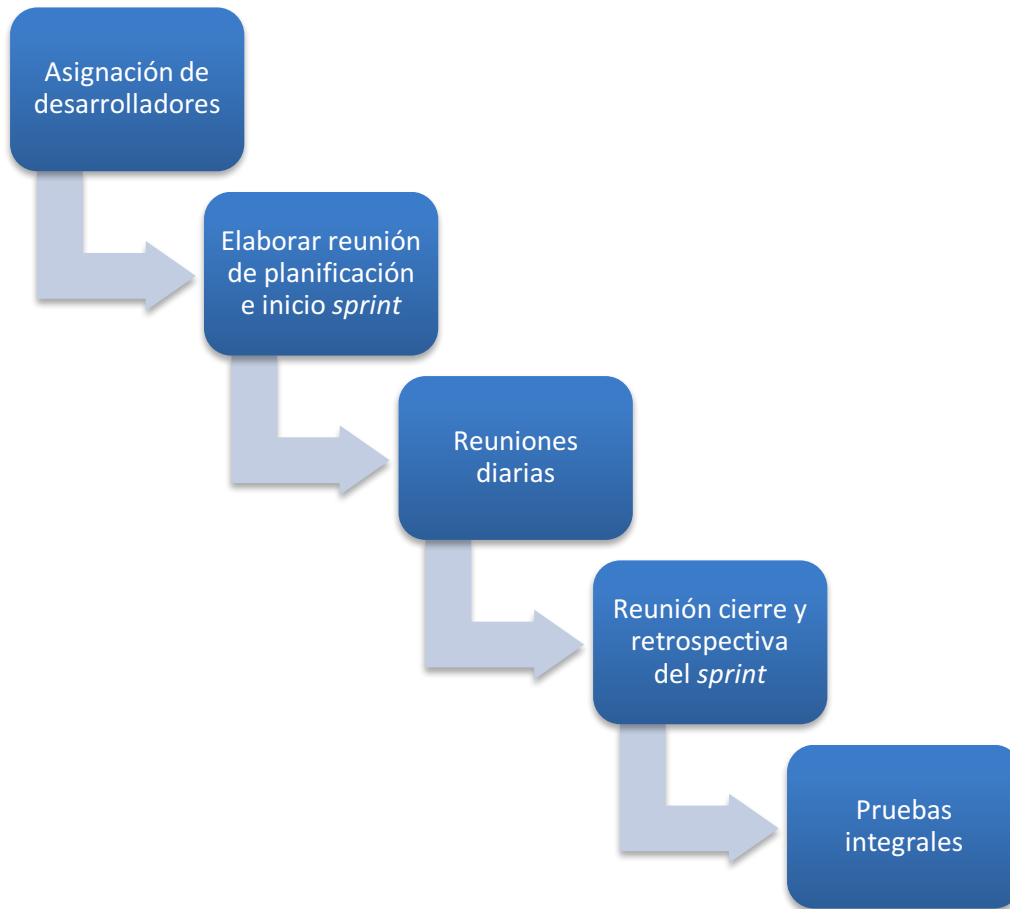 Asignación de
desarrolladores
Elaborar reunión
de planificación
e inicio sprint
Reuniones
diarias
Reunión cierre y
retrospectiva
del sprint
Pruebas
integrales